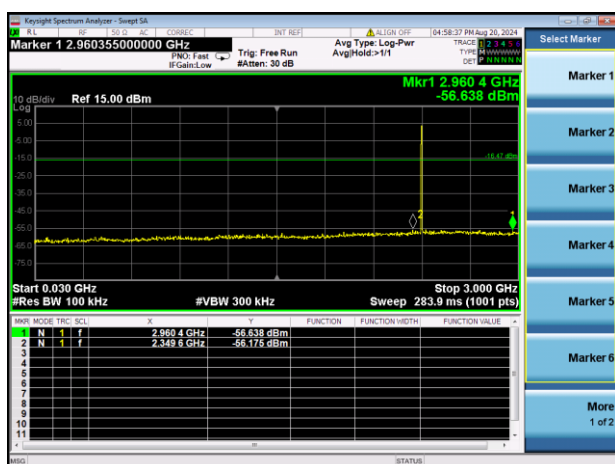 Keysight Spectrum Analyzer - Swept SA
RL RF 50 Ω AC CORREC INT REF ALIGN OFF 04:58:37 PM Aug 20, 2024
Marker 1 2.960355000000 GHz
PNO: Fast
IFGain:Low
Trig: Free Run
#Atten: 30 dB
Avg Type: Log-Pwr
Avg|Hold:>1/1
TRACE 1 2 3 4 5 6
TYPE M
DET P N N N N N
Mkr1 2.960 4 GHz
-56.638 dBm
10 dB/div Ref 15.00 dBm
Log
5.00
-5.00
-15.0
-16.47 dBm
-25.0
-35.0
-45.0
2
1
-55.0
-65.0
-75.0
Start 0.030 GHz Stop 3.000 GHz
#Res BW 100 kHz #VBW 300 kHz Sweep 283.9 ms (1001 pts)
MKR MODE TRC SCL X Y FUNCTION FUNCTION WIDTH FUNCTION VALUE
1 N 1 f 2.960 4 GHz -56.638 dBm
2 N 1 f 2.349 6 GHz -56.175 dBm
3
4
5
6
7
8
9
10
11
MSG STATUS
Select Marker
Marker 1
Marker 2
Marker 3
Marker 4
Marker 5
Marker 6
More
1 of 2